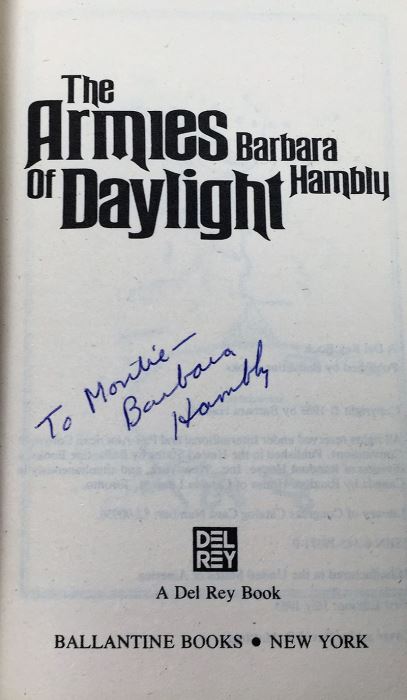 The
Armies Barbara
Of Daylight Hambly
To Montie—
Barbara
Hambly
DEL
REY
A Del Rey Book
BALLANTINE BOOKS • NEW YORK